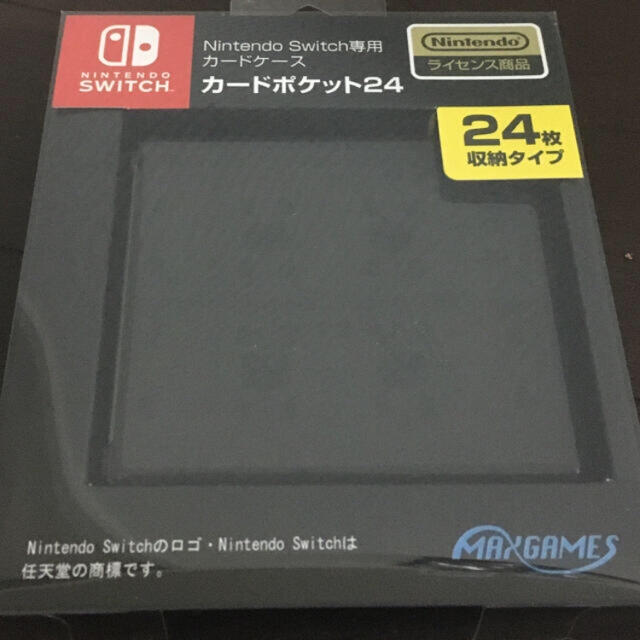 NINTENDO
SWITCH™
Nintendo Switch専用
カードケース
カードポケット24
Nintendo
ライセンス商品
24枚
収納タイプ
Nintendo Switchのロゴ・Nintendo Switchは
任天堂の商標です。
MAXGAMES